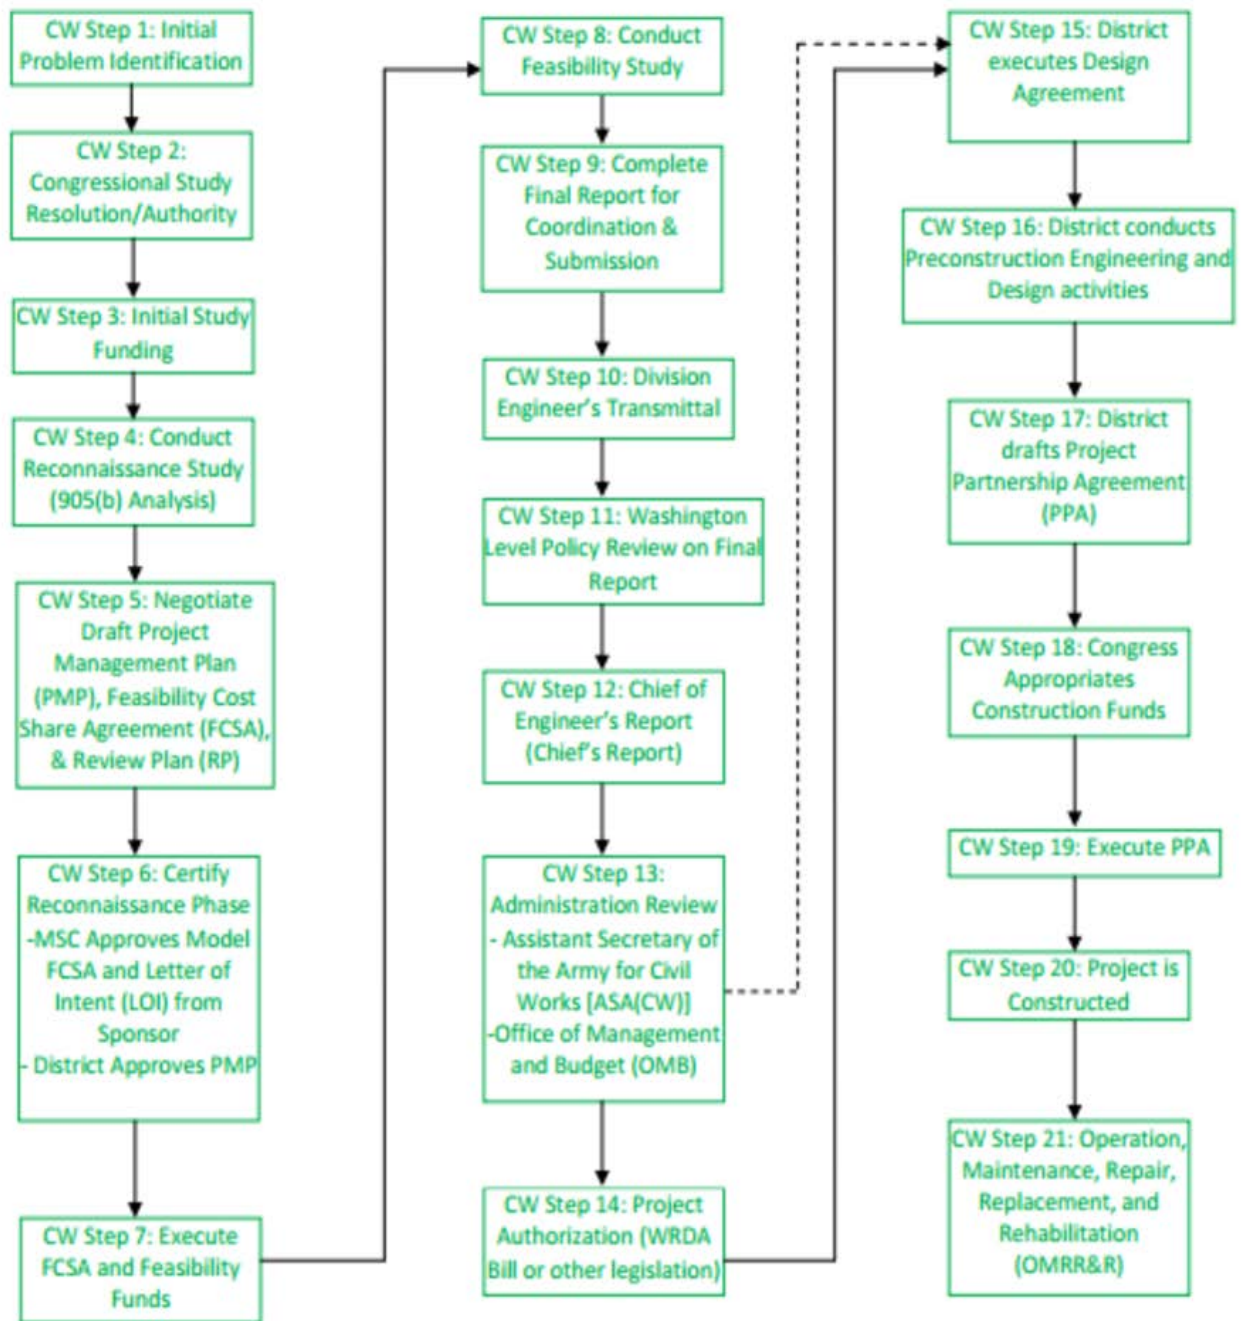 CW Step 1: Initial
Problem Identification
CW Step 2:
Congressional Study
Resolution/Authority
CW Step 3: Initial Study
Funding
CW Step 4: Conduct
Reconnaissance Study
(905(b) Analysis)
CW Step 5: Negotiate
Draft Project
Management Plan
(PMP), Feasibility Cost
Share Agreement (FCSA),
& Review Plan (RP)
CW Step 6: Certify
Reconnaissance Phase
-MSC Approves Model
FCSA and Letter of
Intent (LOI) from
Sponsor
- District Approves PMP
CW Step 7: Execute
FCSA and Feasibility
Funds
CW Step 8: Conduct
Feasibility Study
CW Step 9: Complete
Final Report for
Coordination &
Submission
CW Step 10: Division
Engineer's Transmittal
CW Step 11: Washington
Level Policy Review on Final
Report
CW Step 12: Chief of
Engineer's Report
(Chief's Report)
CW Step 13:
Administration Review
- Assistant Secretary of
the Army for Civil
Works [ASA(CW)]
-Office of Management
and Budget (OMB)
CW Step 14: Project
Authorization (WRDA
Bill or other legislation)
CW Step 15: District
executes Design
Agreement
CW Step 16: District conducts
Preconstruction Engineering and
Design activities
CW Step 17: District
drafts Project
Partnership Agreement
(PPA)
CW Step 18: Congress
Appropriates
Construction Funds
CW Step 19: Execute PPA
CW Step 20: Project is
Constructed
CW Step 21: Operation,
Maintenance, Repair,
Replacement, and
Rehabilitation
(OMRR&R)